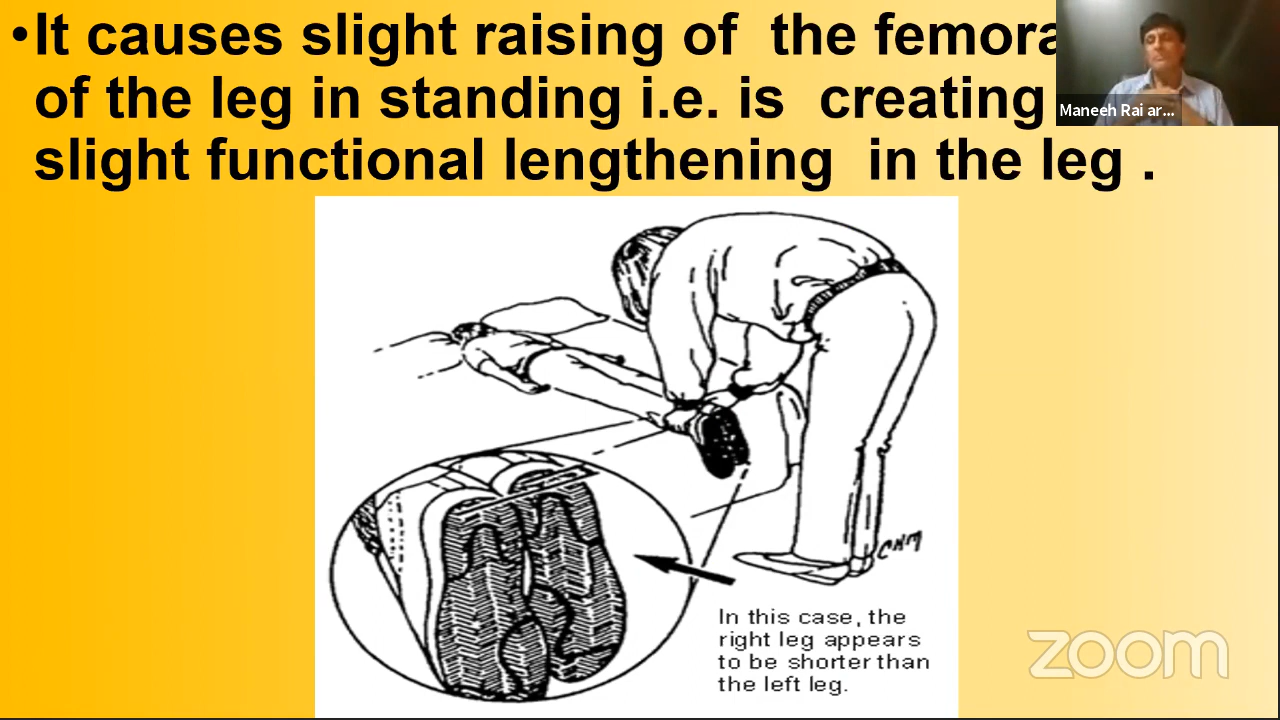 •It causes slight raising of the
of the leg in standing i.e. is creating
slight functional lengthening in the leg .
Maneeh Rai ar...
CHM
In this case, the
right leg appears
to be shorter than
the left leg.
zoom